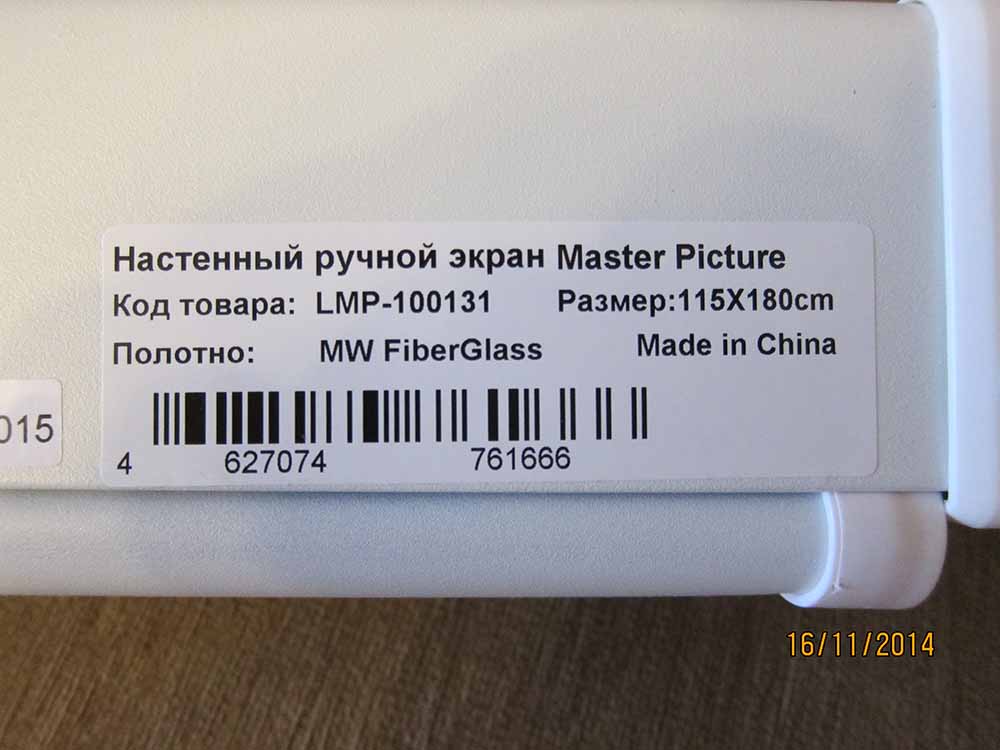 Настенный ручной экран Master Picture
Код товара: LMP-100131 Размер:115X180cm
Полотно: MW FiberGlass Made in China
015
4 627074 761666
16/11/2014